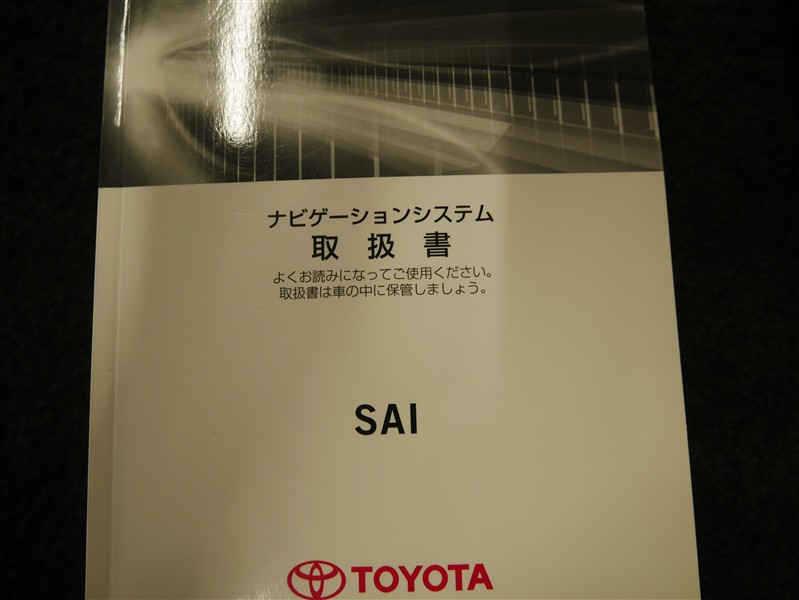 ナビゲーションシステム
取扱書
よくお読みになってご使用ください。
取扱書は車の中に保管しましょう。
SAI
TOYOTA